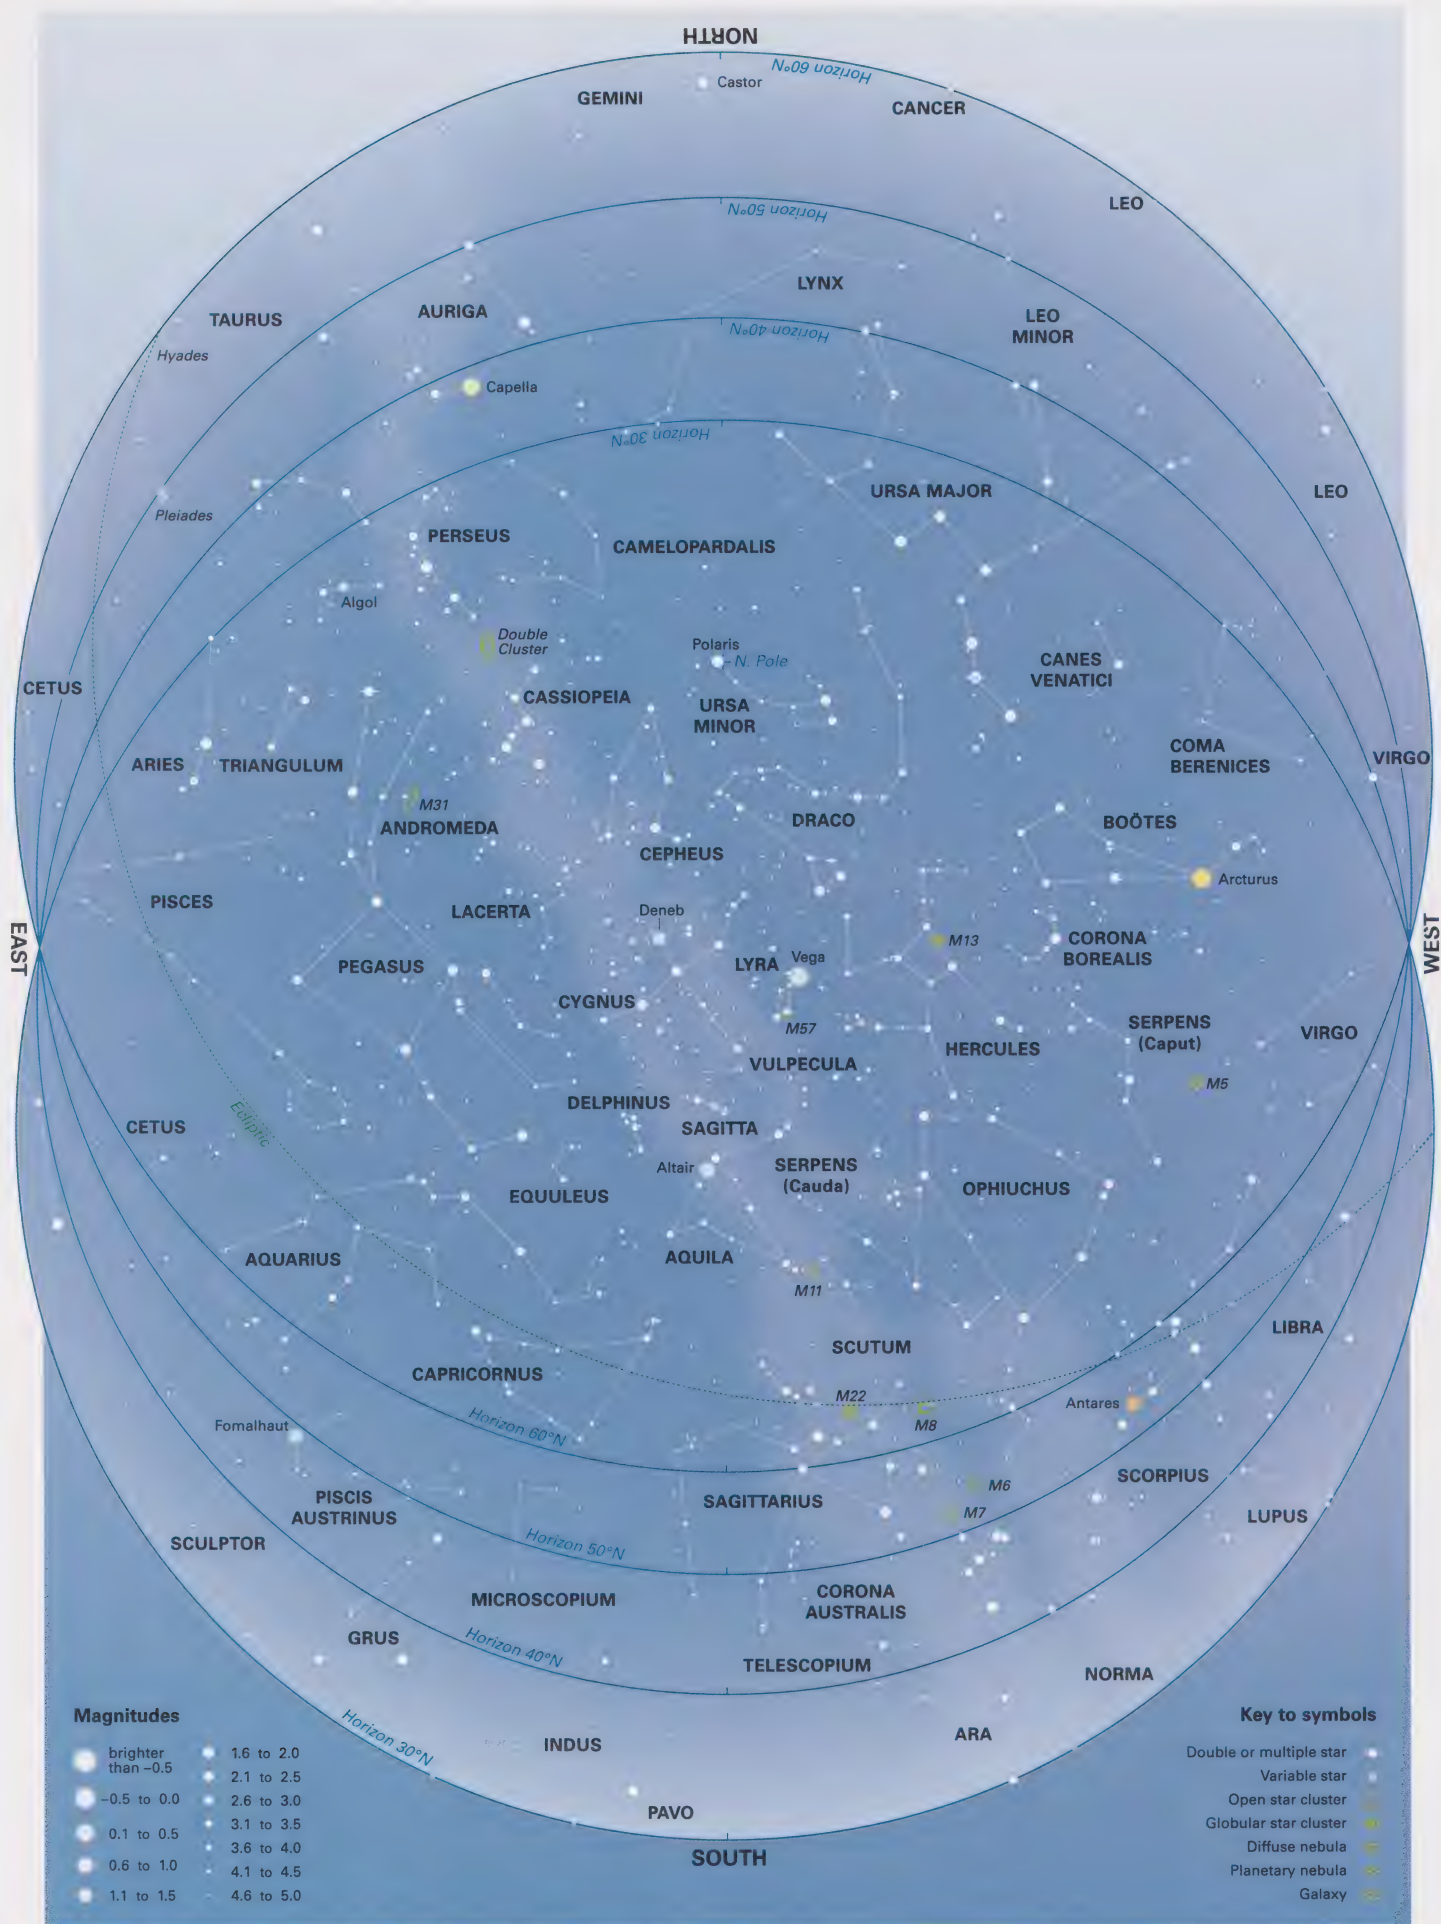 NORTH
Horizon 60°N
Castor
GEMINI
CANCER
LEO
Horizon 50°N
LYNX
AURIGA
TAURUS
LEO
MINOR
Horizon 40°N
Hyades
Capella
Horizon 30°N
URSA MAJOR
LEO
Pleiades
PERSEUS
CAMELOPARDALIS
Algol
Double
Cluster
Polaris
N. Pole
CANES
VENATICI
CETUS
CASSIOPEIA
URSA
MINOR
COMA
BERENICES
VIRGO
ARIES
TRIANGULUM
M31
ANDROMEDA
DRACO
BOÖTES
CEPHEUS
Arcturus
PISCES
LACERTA
Deneb
EAST
WEST
M13
CORONA
BOREALIS
PEGASUS
LYRA
Vega
CYGNUS
M57
SERPENS
(Caput)
VIRGO
HERCULES
VULPECULA
M5
DELPHINUS
Ecliptic
CETUS
SAGITTA
Altair
SERPENS
(Cauda)
OPHIUCHUS
EQUULEUS
AQUARIUS
AQUILA
M11
LIBRA
SCUTUM
CAPRICORNUS
M22
M8
Antares
Fomalhaut
Horizon 60°N
SCORPIUS
M6
M7
PISCIS
AUSTRINUS
SAGITTARIUS
LUPUS
SCULPTOR
Horizon 50°N
MICROSCOPIUM
CORONA
AUSTRALIS
GRUS
Horizon 40°N
TELESCOPIUM
NORMA
Horizon 30°N
INDUS
ARA
PAVO
SOUTH
Magnitudes
brighter
than –0.5
–0.5 to 0.0
0.1 to 0.5
0.6 to 1.0
1.1 to 1.5
1.6 to 2.0
2.1 to 2.5
2.6 to 3.0
3.1 to 3.5
3.6 to 4.0
4.1 to 4.5
4.6 to 5.0
Key to symbols
Double or multiple star
Variable star
Open star cluster
Globular star cluster
Diffuse nebula
Planetary nebula
Galaxy